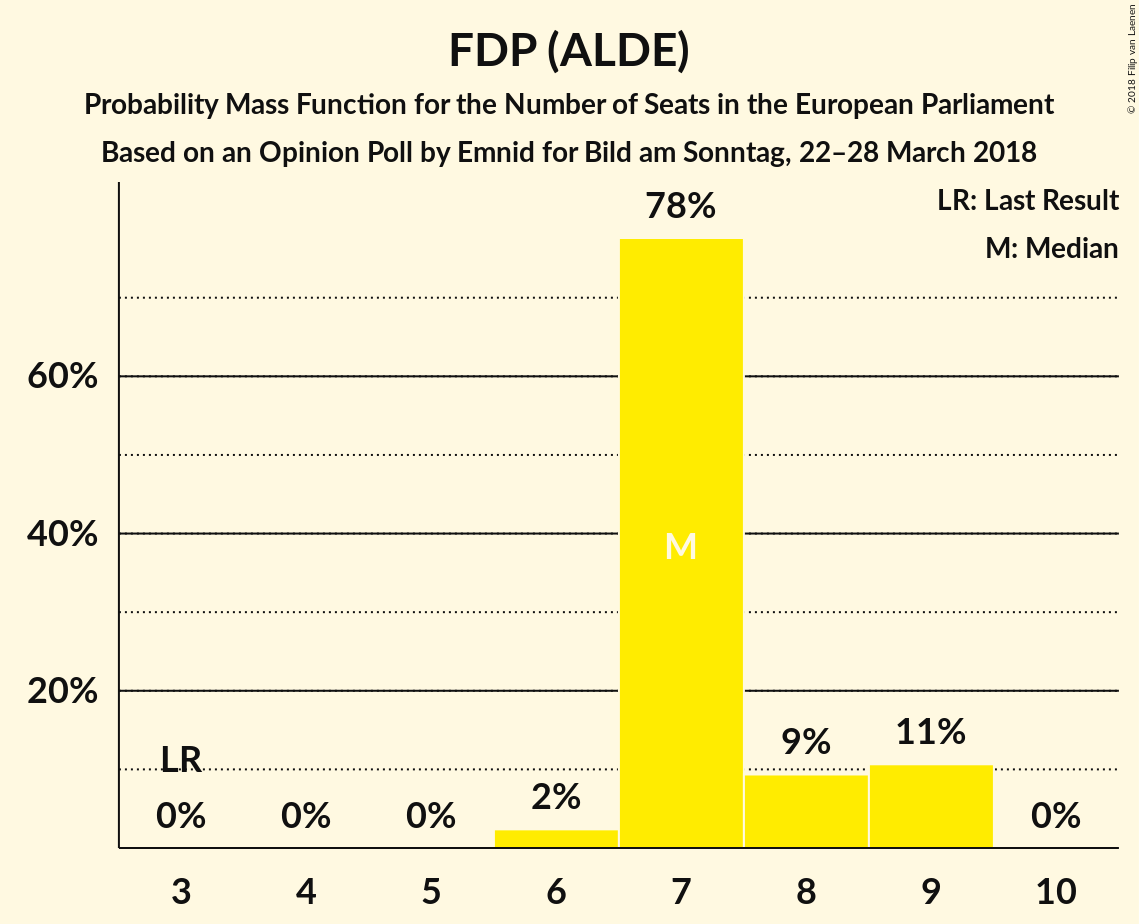 FDP (ALDE)
Probability Mass Function for the Number of Seats in the European Parliament
Based on an Opinion Poll by Emnid for Bild am Sonntag, 22–28 March 2018
© 2018 Filip van Laenen
LR: Last Result
M: Median
78%
60%
40%
M
20%
LR
11%
9%
2%
0% 0% 0% 0%
3 4 5 6 7 8 9 10